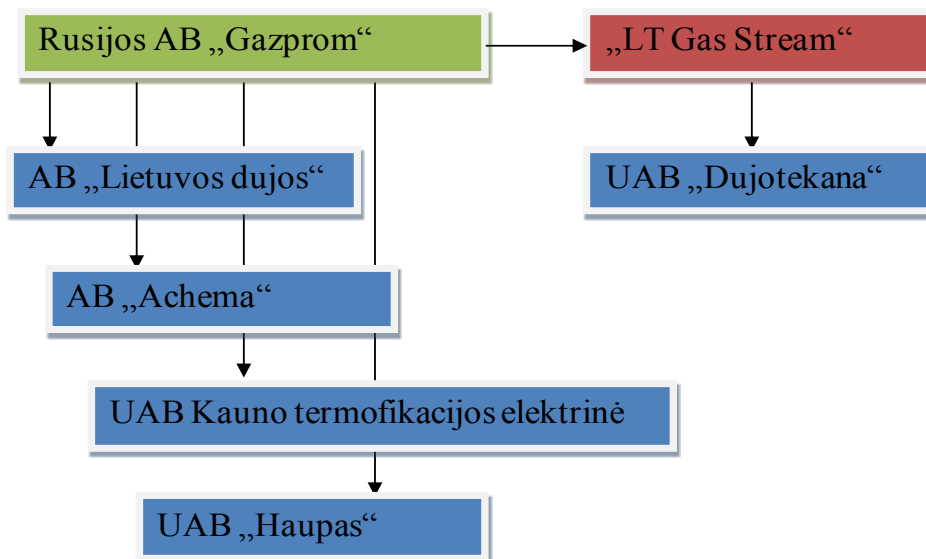 Rusijos AB „Gazprom“
„LT Gas Stream“
AB „Lietuvos dujos“
UAB „Dujotekana“
AB „Achema“
UAB Kauno termofikacijos elektrinė
UAB „Haupas“